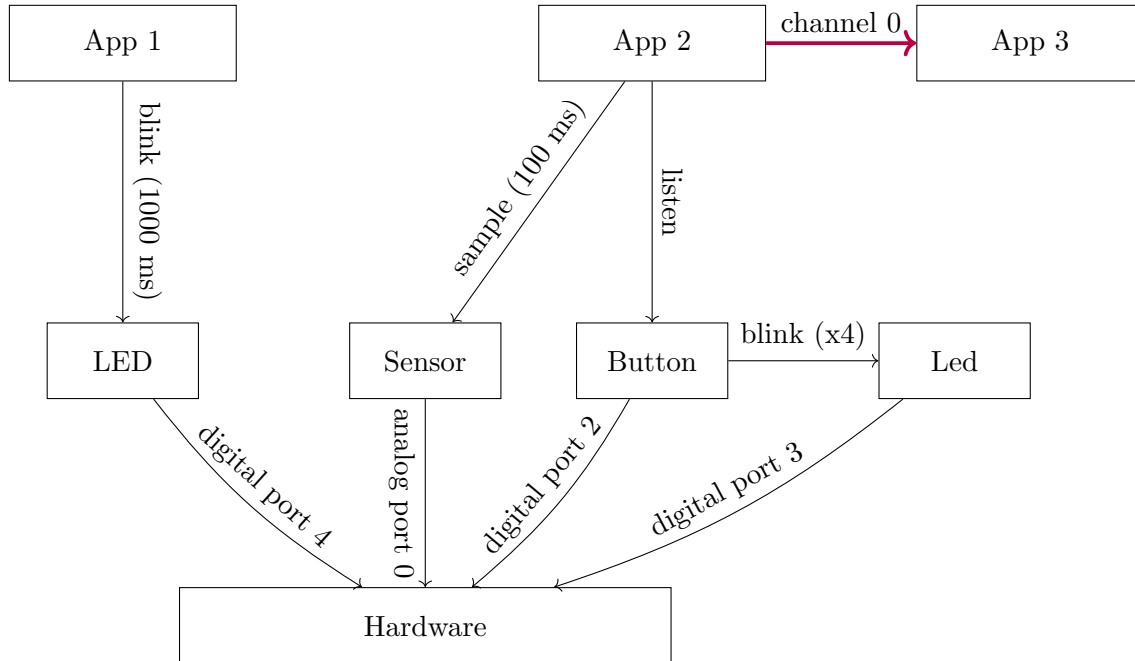 App 1
App 2
channel 0
App 3
blink (1000 ms)
sample (100 ms)
listen
LED
Sensor
Button
blink (x4)
Led
digital port 4
analog port 0
digital port 2
digital port 3
Hardware